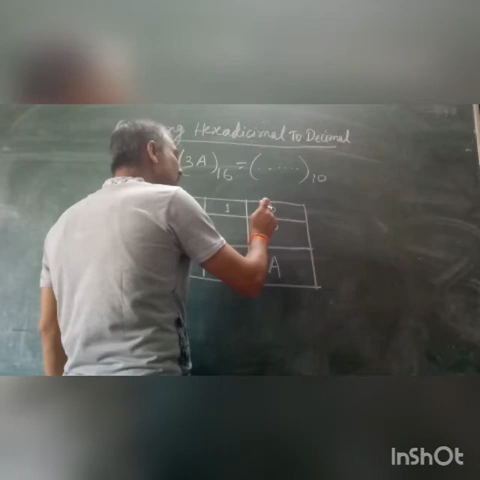 Hexadicimal To Decimal
3A)16 = (......)10
1
A
InShOt